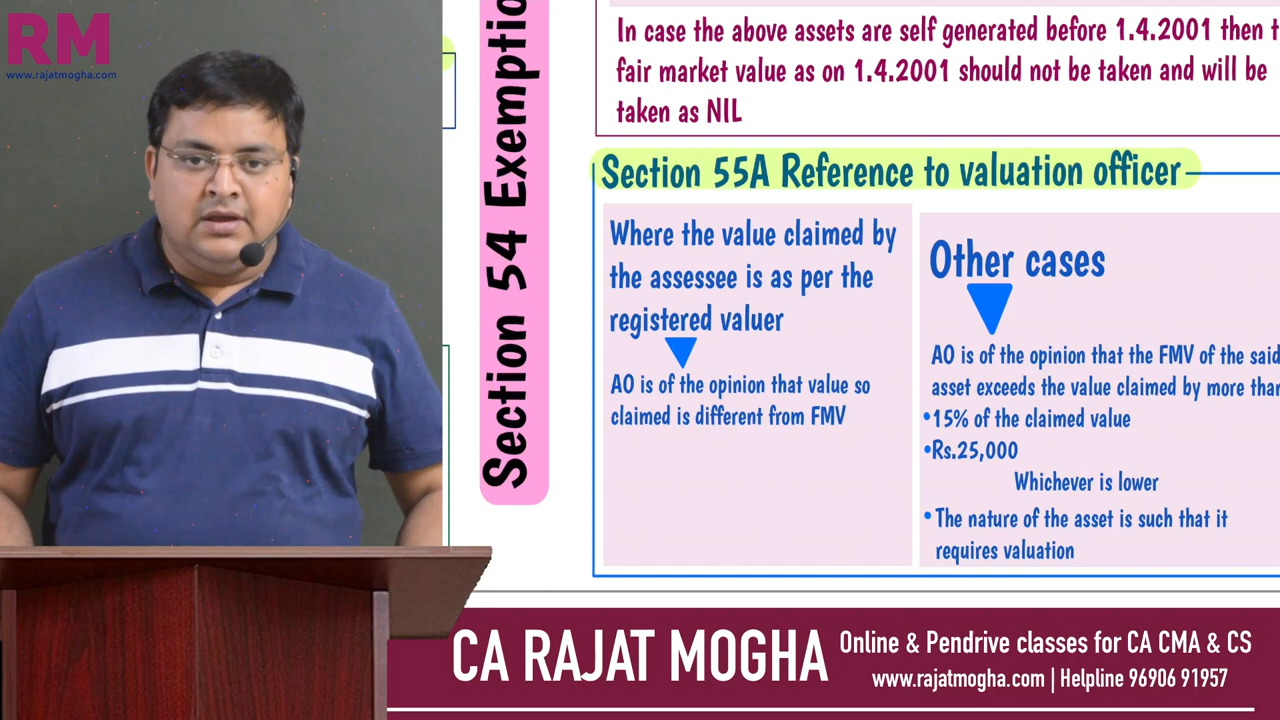 RM
www.rajatmogha.com
Section 54
In case the above assets are self generated before 1.4.2001 then
fair market value as on 1.4.2001 should not be taken and will be
taken as NIL
Section 55A Reference to valuation officer
Where the value claimed by
the assessee is as per the
registered valuer
AO is of the opinion that value so
claimed is different from FMV
Other cases
AO is of the opinion that the FMV of the said
asset exceeds the value claimed by more than
•15% of the claimed value
•Rs.25,000
Whichever is lower
• The nature of the asset is such that it
requires valuation
CA RAJAT MOGHA
Online & Pendrive classes for CA CMA & CS
www.rajatmogha.com | Helpline 96906 91957